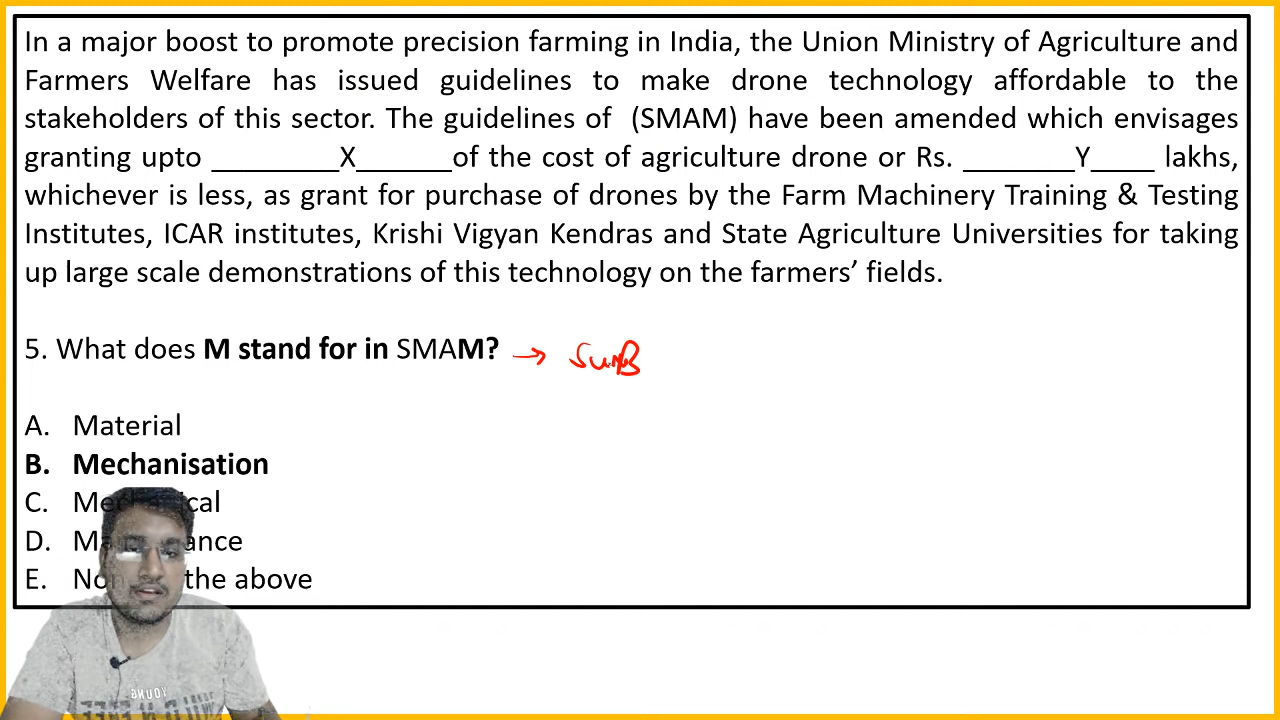 In a major boost to promote precision farming in India, the Union Ministry of Agriculture and
Farmers Welfare has issued guidelines to make drone technology affordable to the
stakeholders of this sector. The guidelines of (SMAM) have been amended which envisages
granting upto _________X_______of the cost of agriculture drone or Rs. ________Y_____ lakhs,
whichever is less, as grant for purchase of drones by the Farm Machinery Training & Testing
Institutes, ICAR institutes, Krishi Vigyan Kendras and State Agriculture Universities for taking
up large scale demonstrations of this technology on the farmers’ fields.
5. What does M stand for in SMAM? →
A. Material
B. Mechanisation
C. Mechanical
D.
E. the above
YOUNG